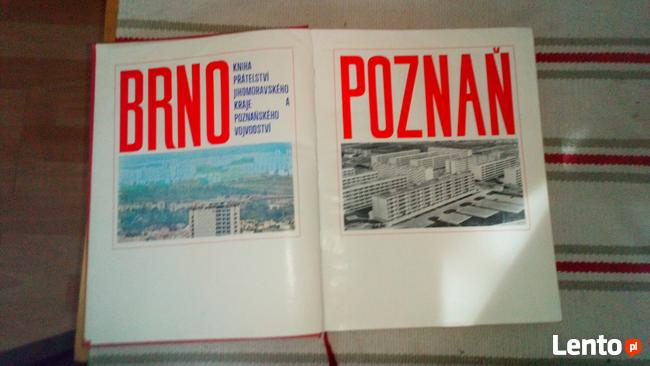 BRNO
KNIHA
PŘÁTELSTVÍ
JIHOMORAVSKÉHO
KRAJE A
POZNAŇSKÉHO
VOJVODSTVÍ
POZNAŇ
Lento.pl